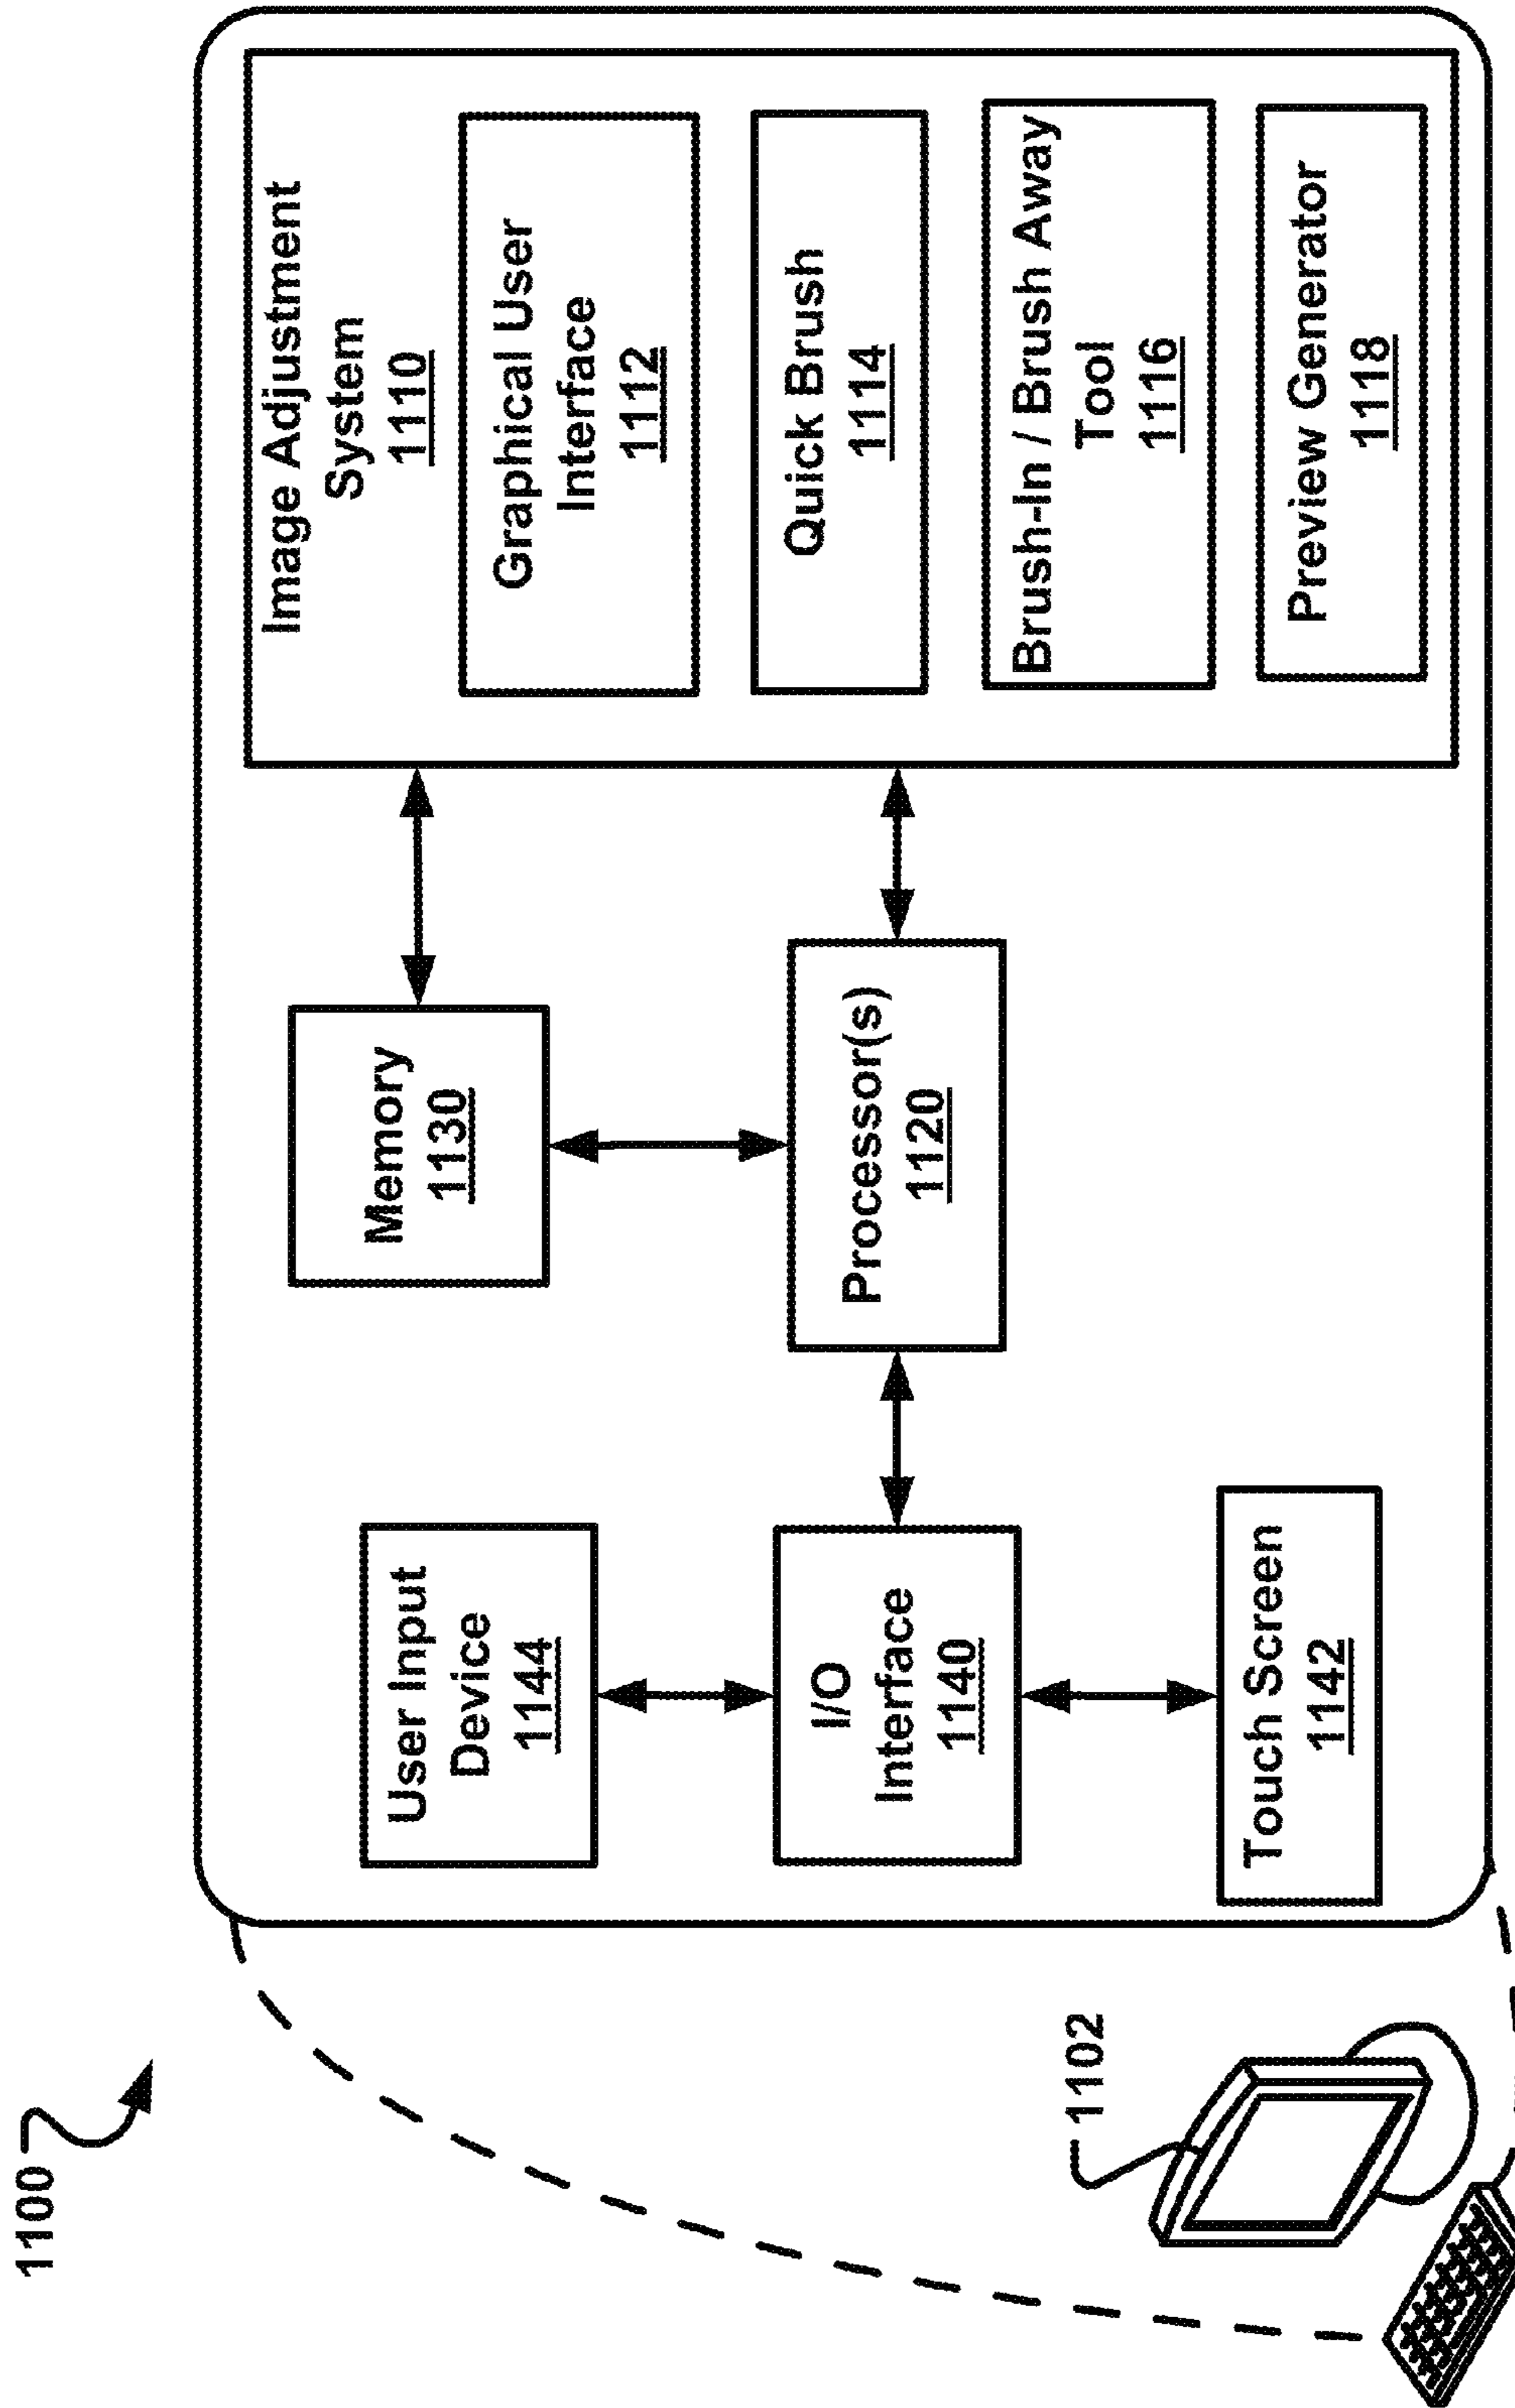 1100
Image Adjustment
System
1110
Graphical User
Interface
1112
Quick Brush
1114
Brush-In / Brush Away
Tool
1116
Preview Generator
1118
Memory
1130
Processor(s)
1120
User Input
Device
1144
I/O
Interface
1140
Touch Screen
1142
1102